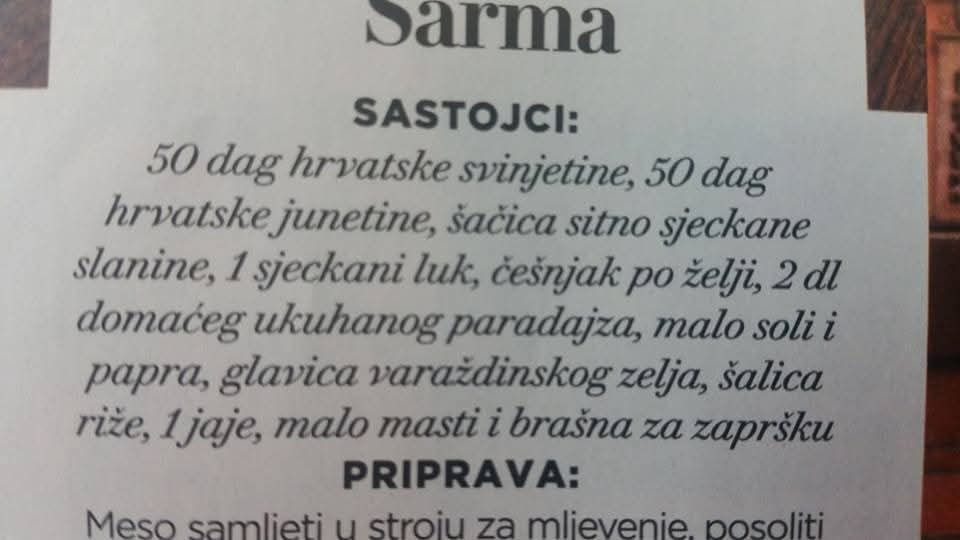 Sarma
SASTOJCI:
50 dag hrvatske svinjetine, 50 dag
hrvatske junetine, šačica sitno sjeckane
slanine, 1 sjeckani luk, češnjak po želji, 2 dl
domaćeg ukuhanog paradajza, malo soli i
papra, glavica varaždinskog zelja, šalica
riže, 1 jaje, malo masti i brašna za zapršku
PRIPRAVA:
Meso samljeti u stroju za mljevenje, posoliti